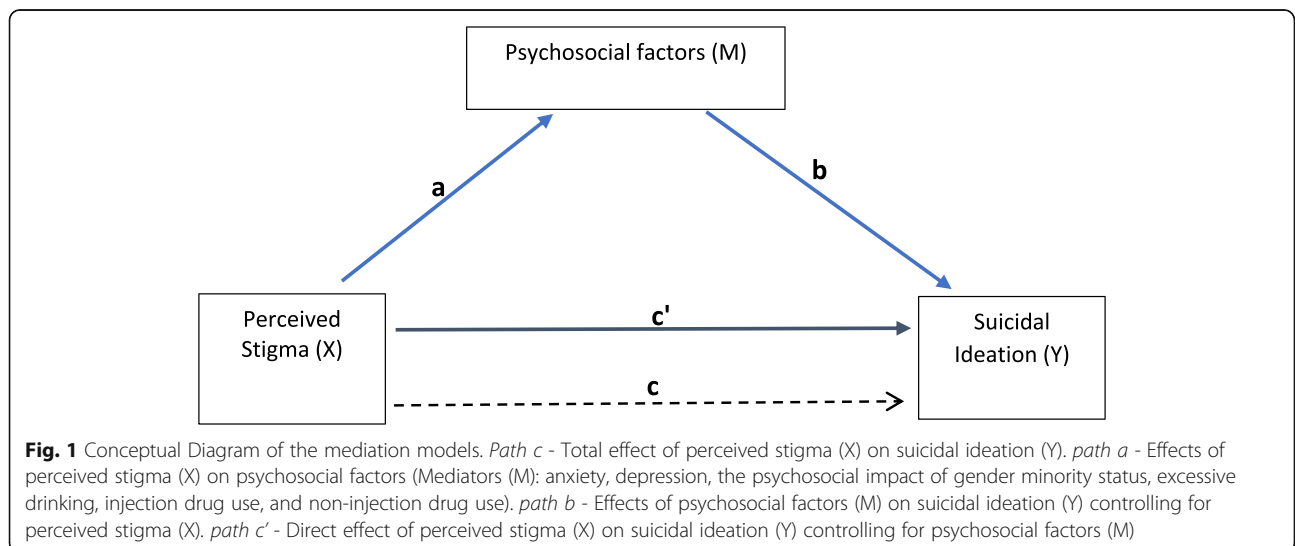 Psychosocial factors (M)
a
b
Perceived
Stigma (X)
c'
Suicidal
Ideation (Y)
c
Fig. 1 Conceptual Diagram of the mediation models. Path c - Total effect of perceived stigma (X) on suicidal ideation (Y). path a - Effects of
perceived stigma (X) on psychosocial factors (Mediators (M): anxiety, depression, the psychosocial impact of gender minority status, excessive
drinking, injection drug use, and non-injection drug use). path b - Effects of psychosocial factors (M) on suicidal ideation (Y) controlling for
perceived stigma (X). path c’ - Direct effect of perceived stigma (X) on suicidal ideation (Y) controlling for psychosocial factors (M)